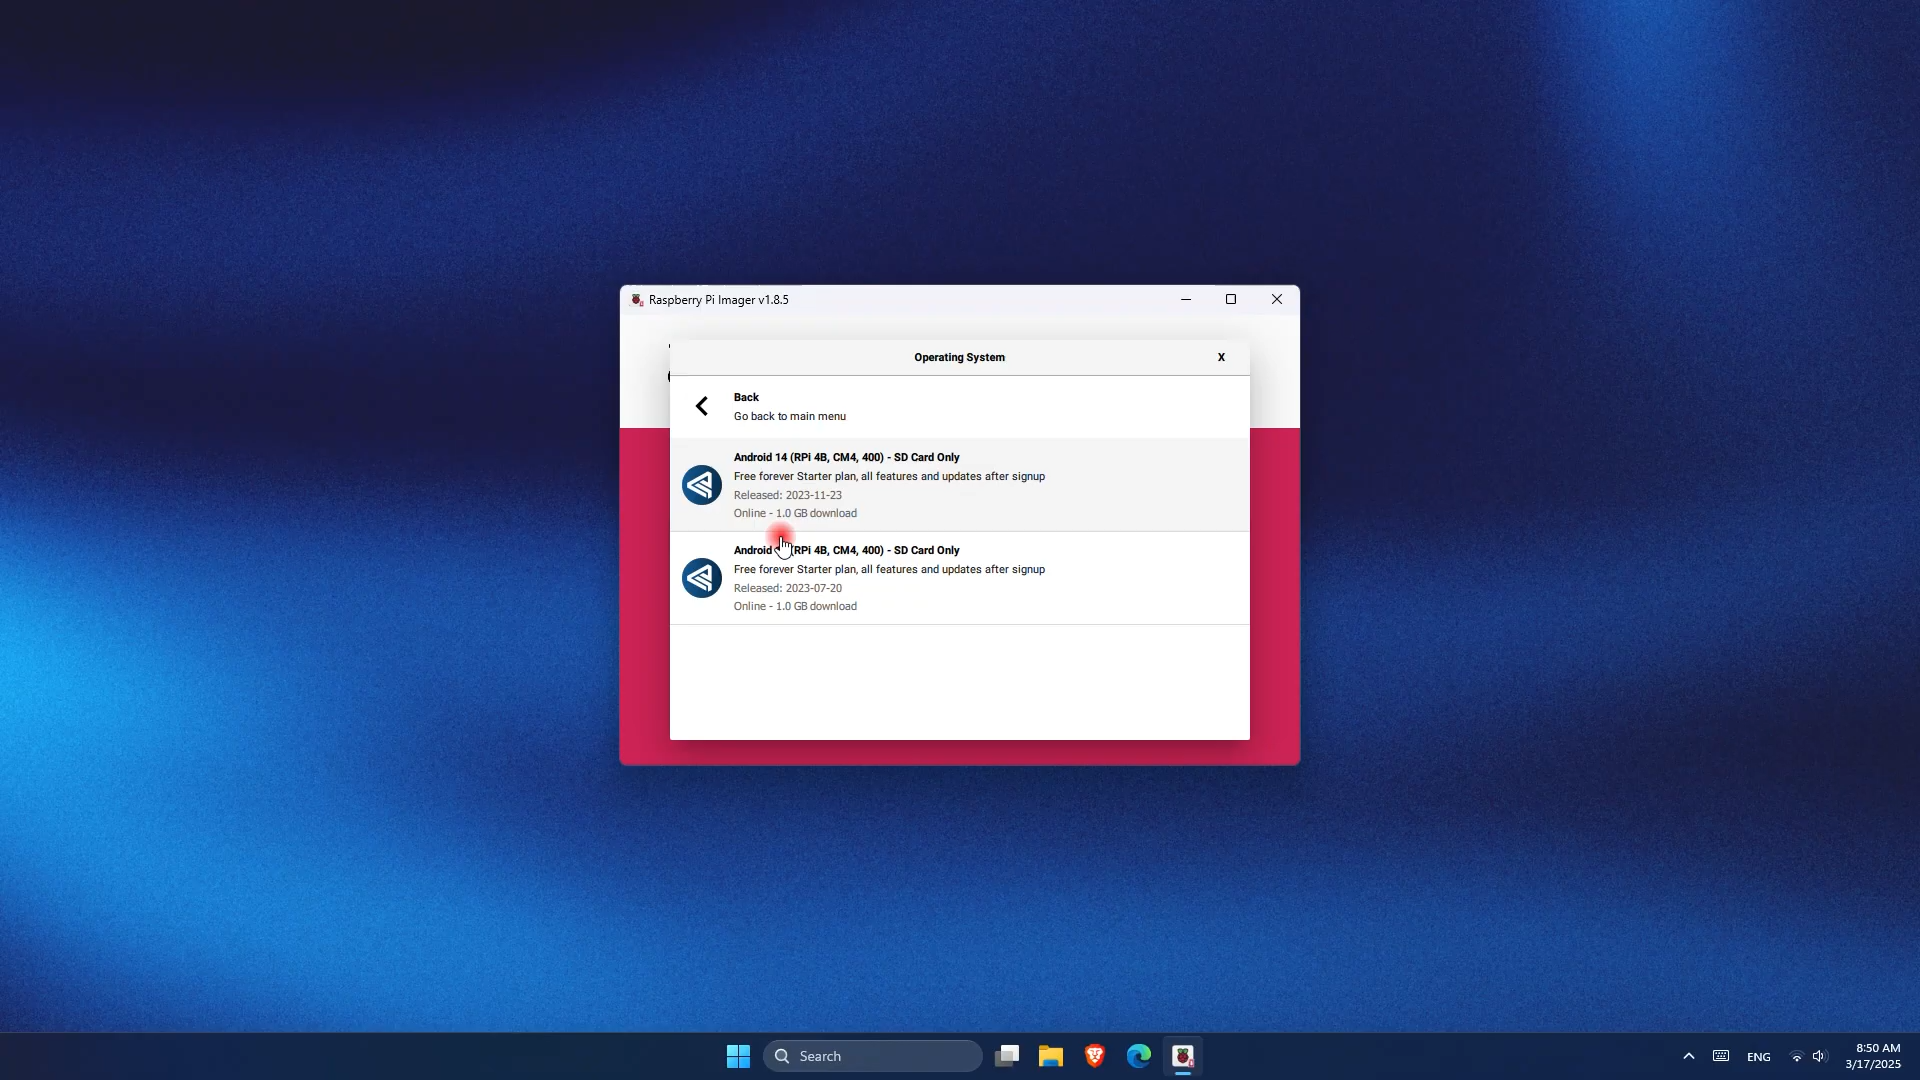 Raspberry Pi Imager v1.8.5
Operating System
X
Back
Go back to main menu
Android 14 (RPi 4B, CM4, 400) - SD Card Only
Free forever Starter plan, all features and updates after signup
Released: 2023-11-23
Online - 1.0 GB download
Android (RPi 4B, CM4, 400) - SD Card Only
Free forever Starter plan, all features and updates after signup
Released: 2023-07-20
Online - 1.0 GB download
Search
ENG
8:50 AM
3/17/2025